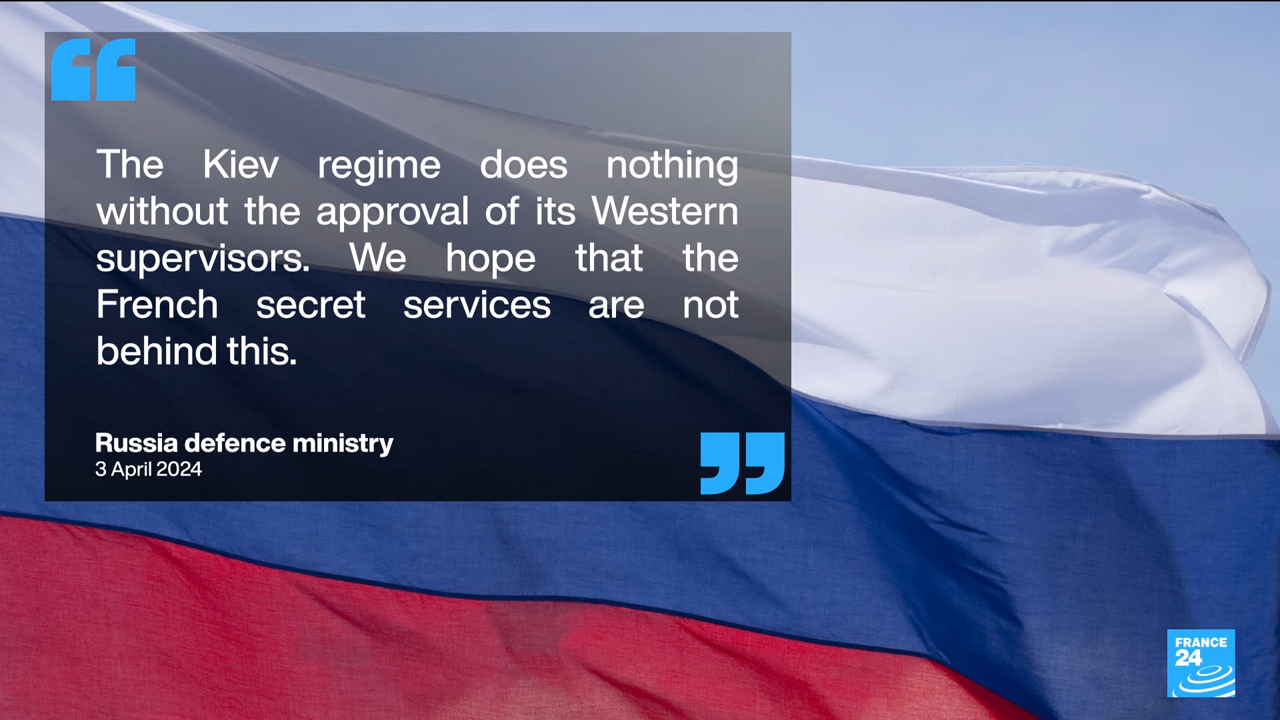 “
The Kiev regime does nothing
without the approval of its Western
supervisors. We hope that the
French secret services are not
behind this.
Russia defence ministry
3 April 2024
”
FRANCE
24